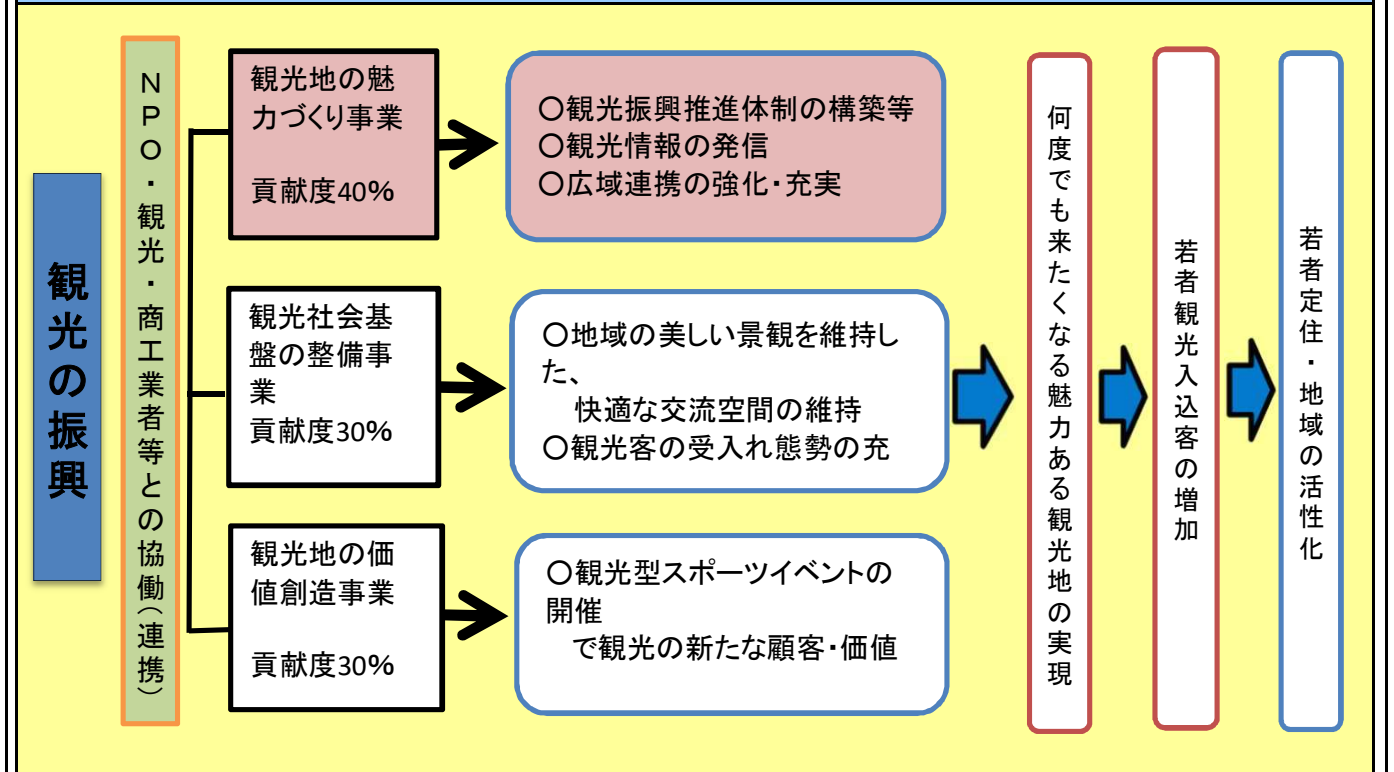 観光の振興
NPO・観光・商工業者等との協働(連携)
観光地の魅
力づくり事業
貢献度40%
〇観光振興推進体制の構築等
〇観光情報の発信
〇広域連携の強化・充実
観光社会基
盤の整備事
業
貢献度30%
〇地域の美しい景観を維持し
た、
快適な交流空間の維持
〇観光客の受入れ態勢の充
観光地の価
値創造事業
貢献度30%
〇観光型スポーツイベントの
開催
で観光の新たな顧客・価値
何度でも来たくなる魅力ある観光地の実現
若者観光入込客の増加
若者定住・地域の活性化